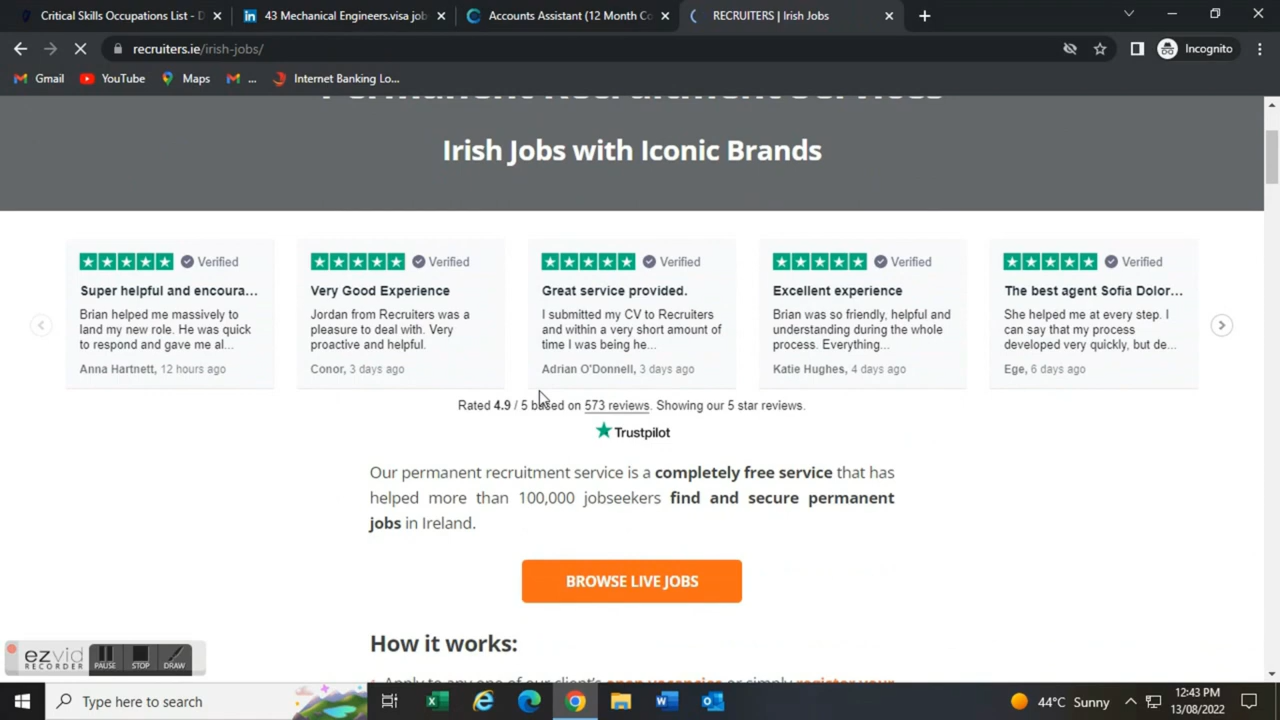 Critical Skills Occupations List - D
43 Mechanical Engineers.visa job
Accounts Assistant (12 Month Co
RECRUITERS | Irish Jobs
recruiters.ie/irish-jobs/
Incognito
Gmail
YouTube
Maps
...
Internet Banking Lo...
Permanent Recruitment Services
Irish Jobs with Iconic Brands
Verified
Super helpful and encoura...
Brian helped me massively to
land my new role. He was quick
to respond and gave me al...
Anna Hartnett, 12 hours ago
Verified
Very Good Experience
Jordan from Recruiters was a
pleasure to deal with. Very
proactive and helpful.
Conor, 3 days ago
Verified
Great service provided.
I submitted my CV to Recruiters
and within a very short amount of
time I was being he...
Adrian O'Donnell, 3 days ago
Verified
Excellent experience
Brian was so friendly, helpful and
understanding during the whole
process. Everything...
Katie Hughes, 4 days ago
Verified
The best agent Sofia Dolor...
She helped me at every step. I
can say that my process
developed very quickly, but de...
Ege, 6 days ago
Rated 4.9 / 5 based on 573 reviews. Showing our 5 star reviews.
Trustpilot
Our permanent recruitment service is a completely free service that has
helped more than 100,000 jobseekers find and secure permanent
jobs in Ireland.
BROWSE LIVE JOBS
How it works:
Apply to any one of our client's open vacancies or simply register your
ezvid
RECORDER
PAUSE
STOP
DRAW
Type here to search
44°C Sunny
12:43 PM
13/08/2022